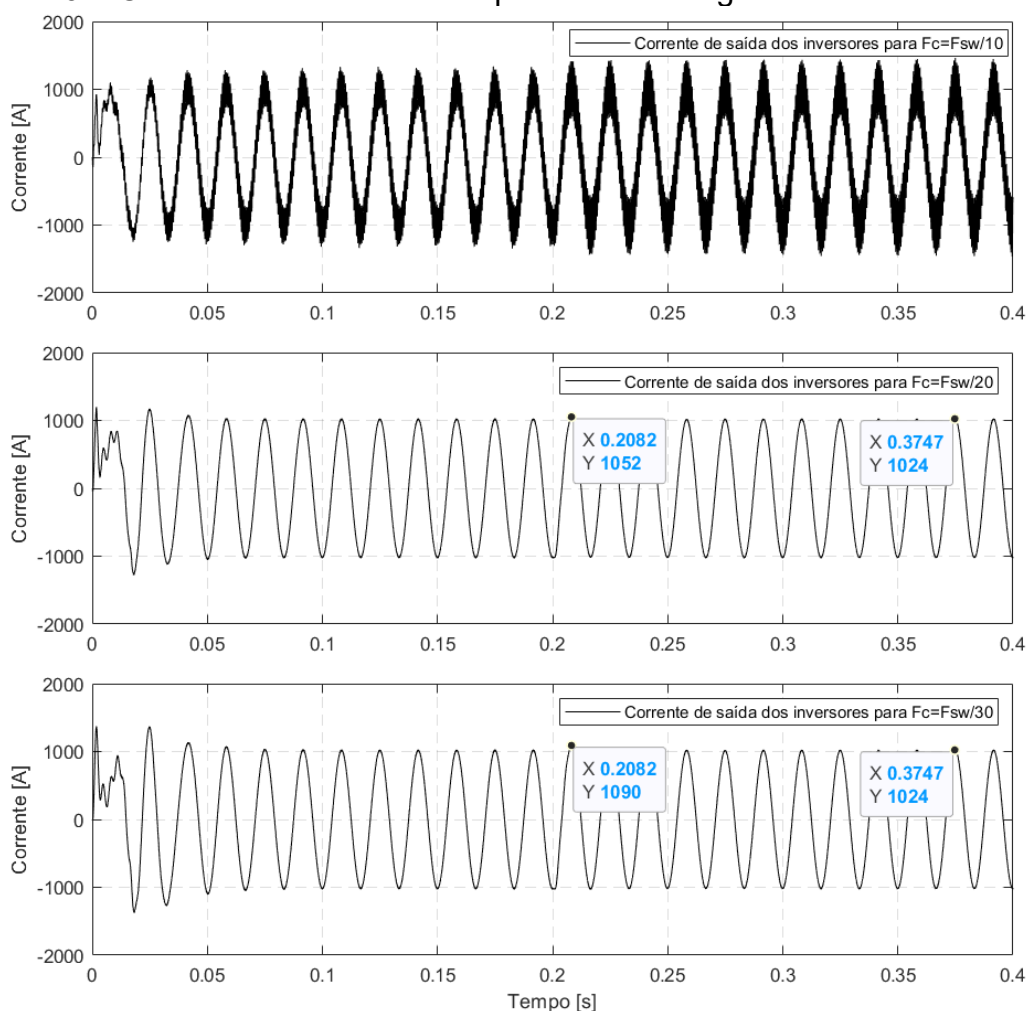 2000
1000
0
-1000
-2000
Corrente [A]
Corrente de saída dos inversores para Fc=Fsw/10
0 0.05 0.1 0.15 0.2 0.25 0.3 0.35 0.4
2000
1000
0
-1000
-2000
Corrente [A]
Corrente de saída dos inversores para Fc=Fsw/20
X 0.2082
Y 1052
X 0.3747
Y 1024
0 0.05 0.1 0.15 0.2 0.25 0.3 0.35 0.4
2000
1000
0
-1000
-2000
Corrente [A]
Corrente de saída dos inversores para Fc=Fsw/30
X 0.2082
Y 1090
X 0.3747
Y 1024
0 0.05 0.1 0.15 0.2 0.25 0.3 0.35 0.4
Tempo [s]